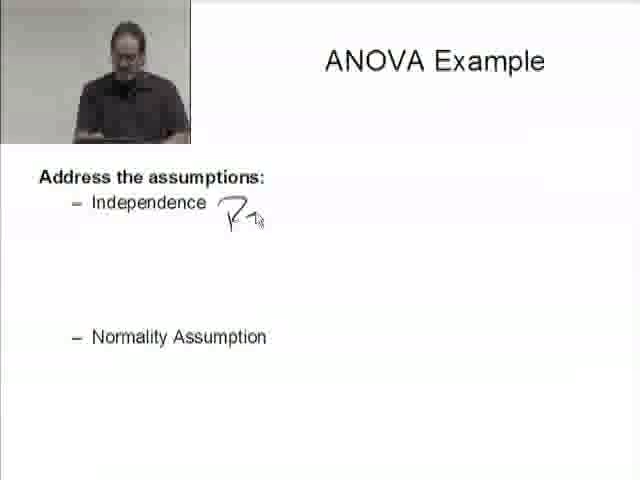 ANOVA Example
Address the assumptions:
– Independence
– Normality Assumption